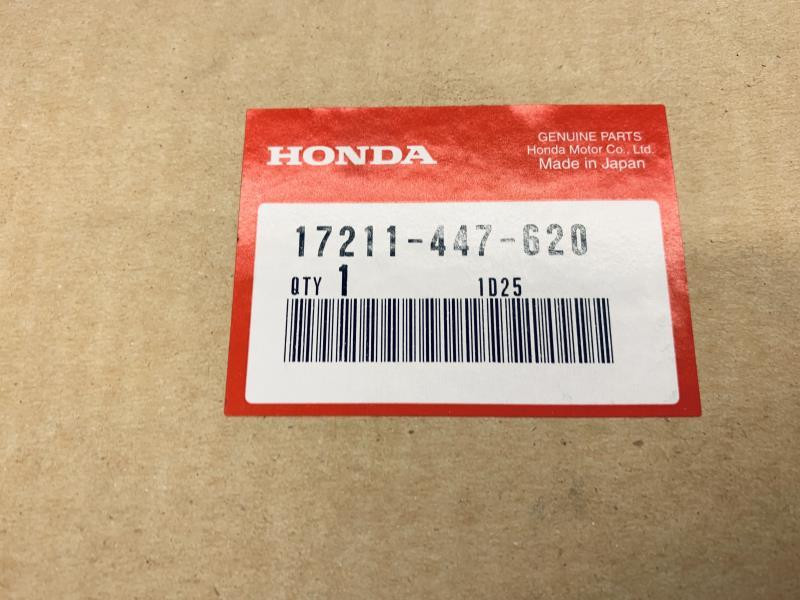 HONDA
GENUINE PARTS
Honda Motor Co., Ltd.
Made in Japan
17211-447-620
QTY 1 1D25